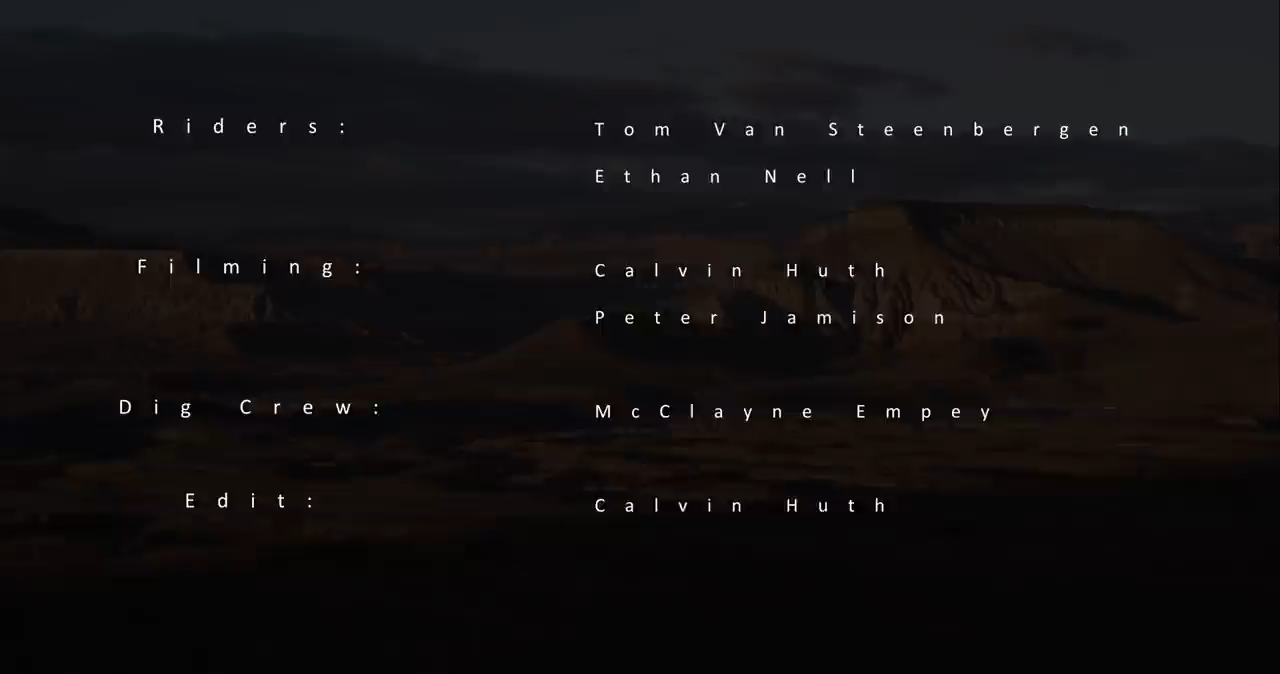 Riders: Tom Van Steenbergen
Ethan Nell
Filming: Calvin Huth
Peter Jamison
Dig Crew: McClayne Empey
Edit: Calvin Huth